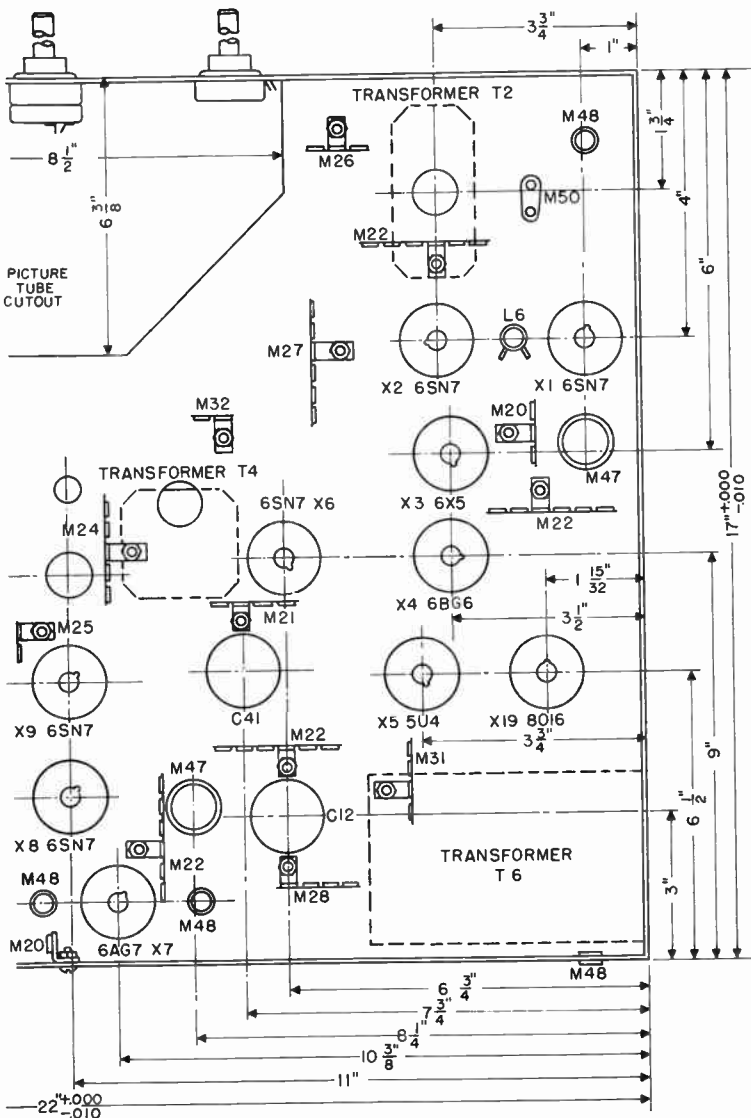 3 3/4"
1"
TRANSFORMER T2
M48
1 3/4"
8 1/2"
M26
M50
6 3/8"
4"
6"
M22
PICTURE
TUBE
CUTOUT
L6
M27
X2 6SN7
X1 6SN7
M32
M20
TRANSFORMER T4
M47
6SN7 X6
X3 6X5
17"+.000
-.010
M24
M22
1 15/32"
X4 6BG6
M21
3 1/2"
M25
C41
X9 6SN7
X5 5U4
X19 8016
M22
3 3/4"
9"
M31
M47
6 1/2"
C12
X8 6SN7
M22
TRANSFORMER
T6
3"
M48
M28
M48
M20
6AG7 X7
M48
6 3/4"
7 3/4"
8 1/4"
10 3/8"
11"
22"+.000
-.010